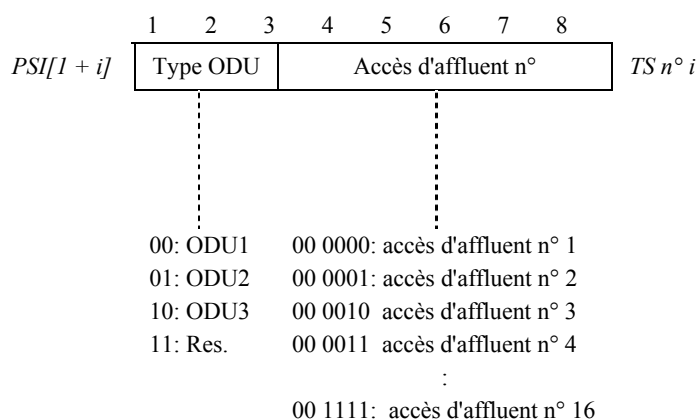 1 2 3 4 5 6 7 8
PSI[1 + i] Type ODU Accès d'affluent n° TS n° i
00: ODU1 00 0000: accès d'affluent n° 1
01: ODU2 00 0001: accès d'affluent n° 2
10: ODU3 00 0010 accès d'affluent n° 3
11: Res. 00 0011 accès d'affluent n° 4
:
00 1111: accès d'affluent n° 16